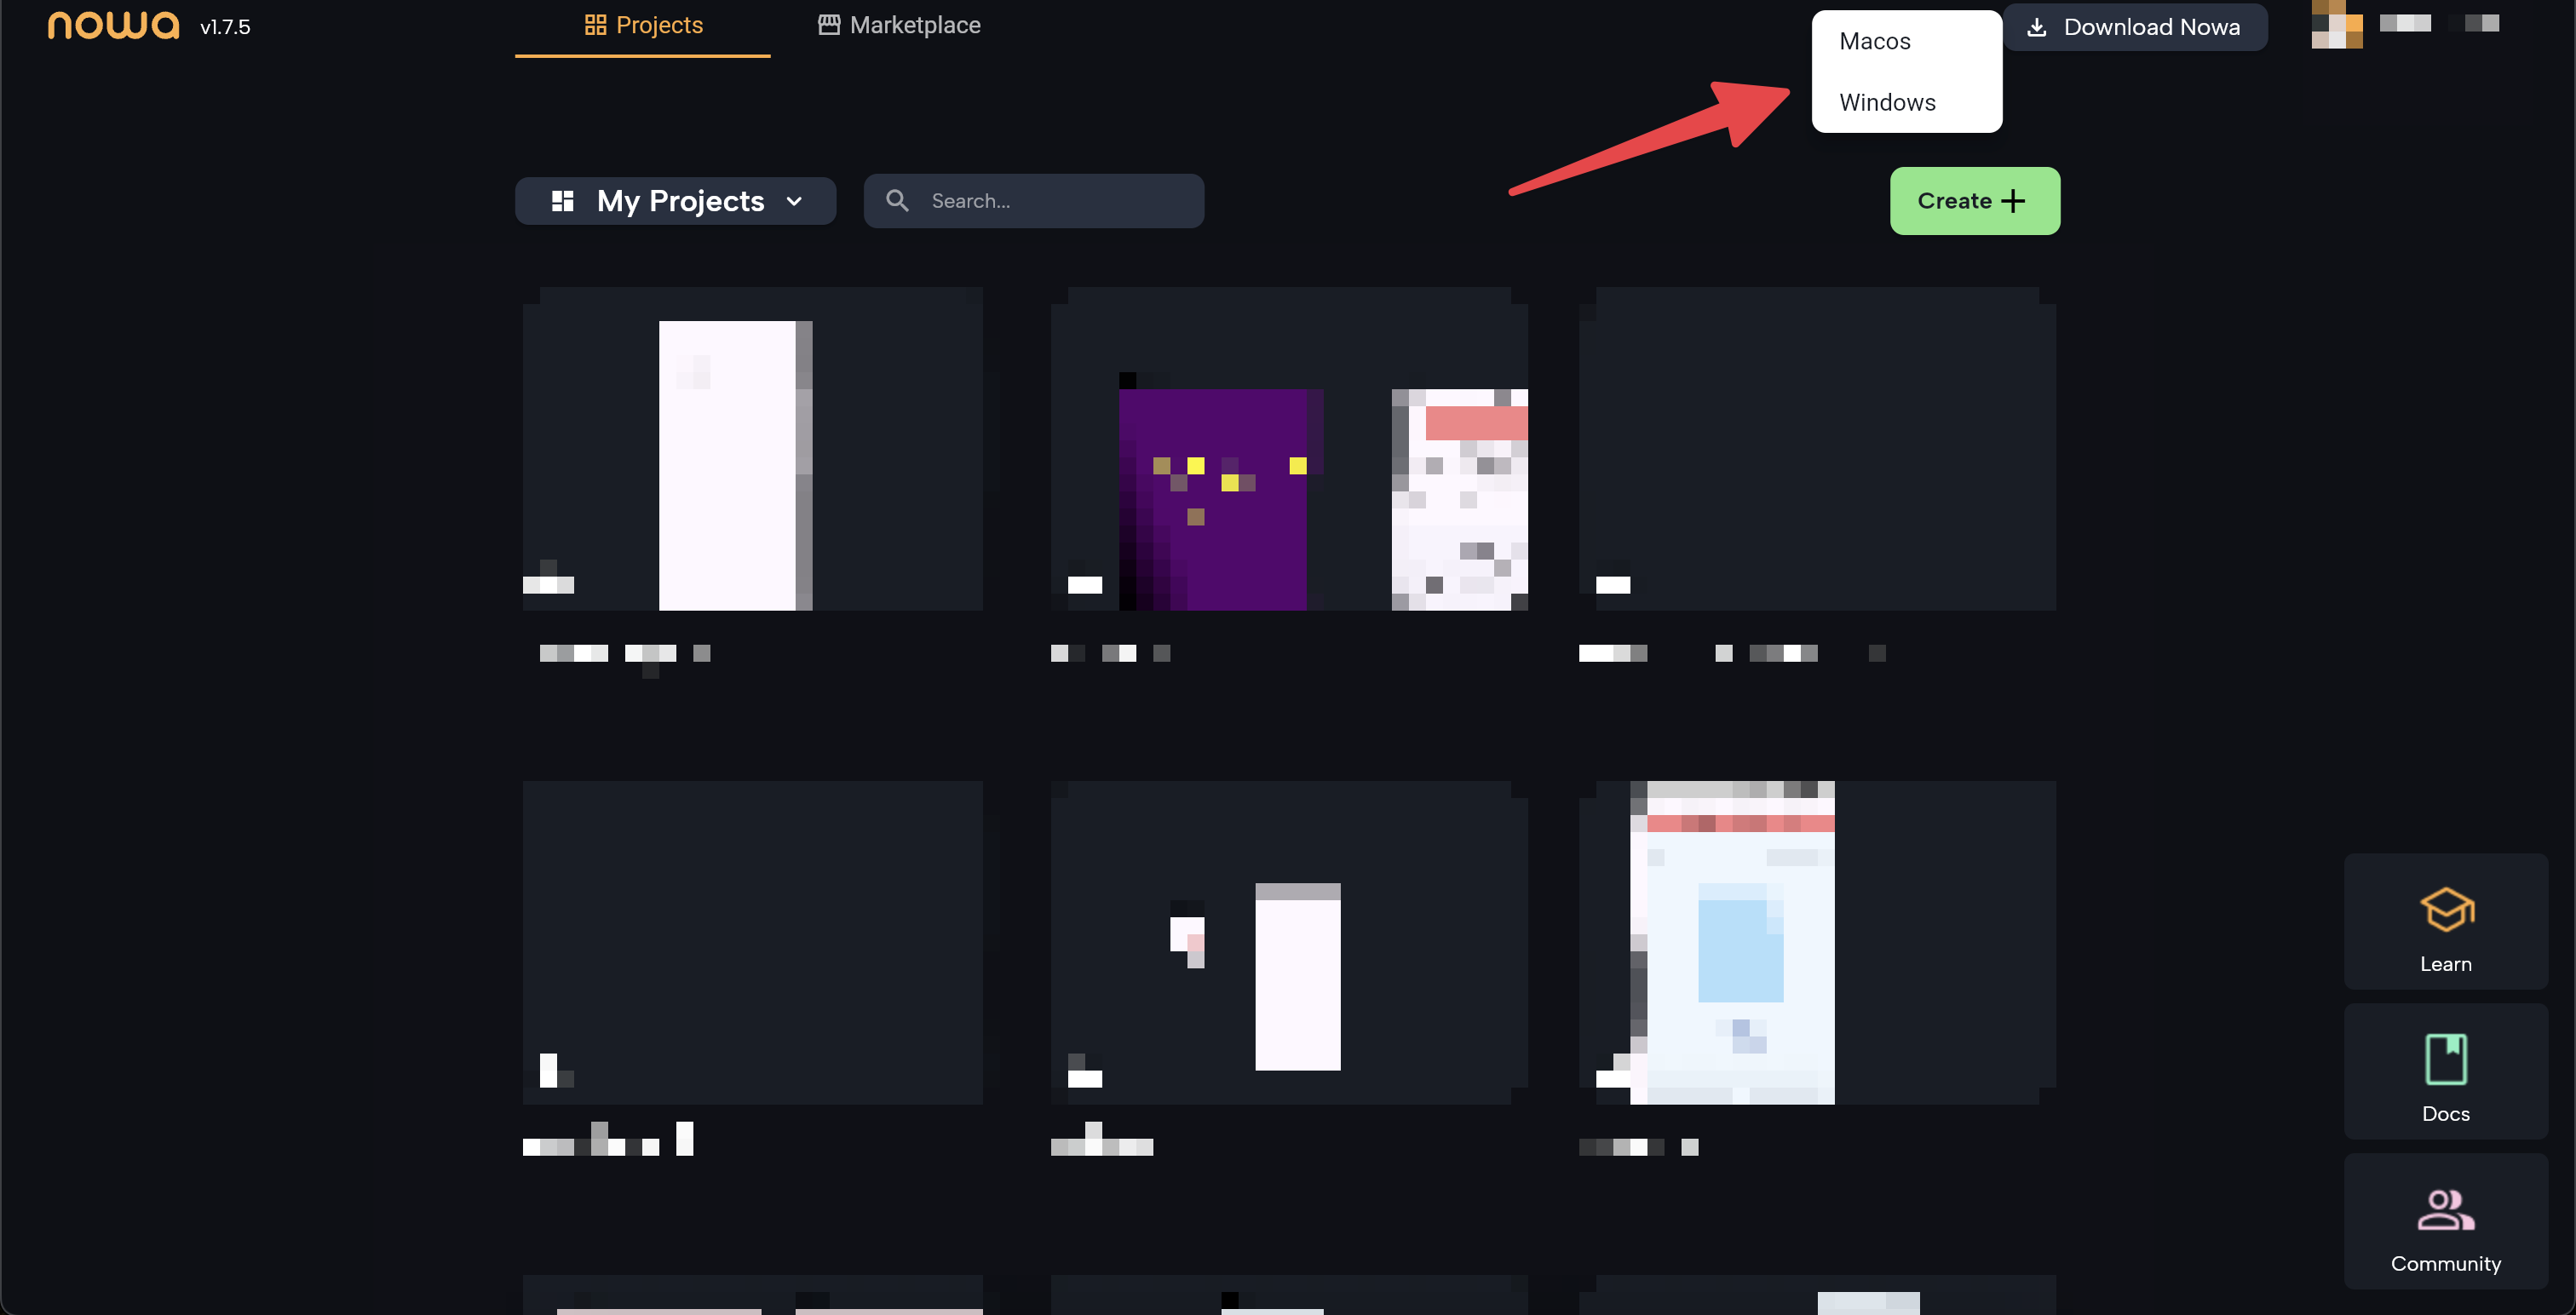 nowa v1.7.5
Projects
Marketplace
Macos
Windows
Download Nowa
My Projects
Search...
Create
Learn
Docs
Community